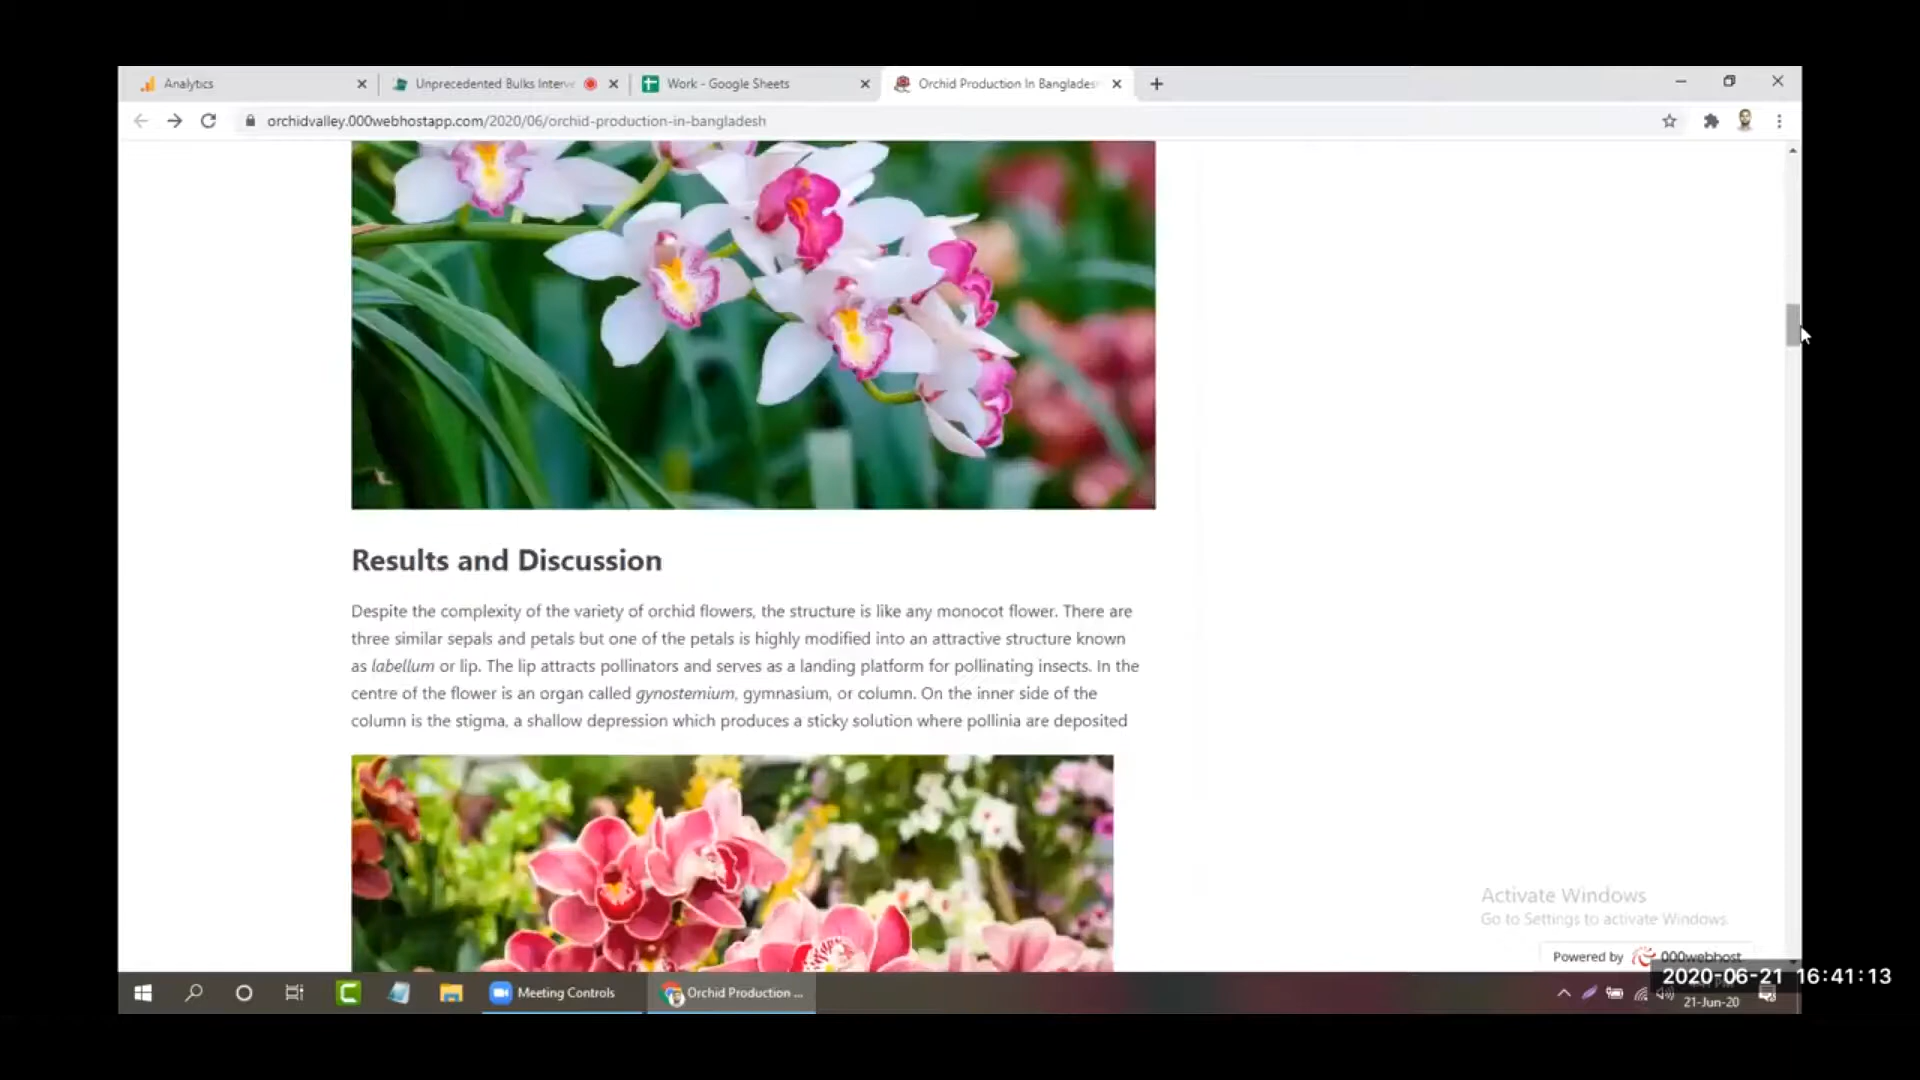 Analytics
Unprecedented Bulks Interv
Work - Google Sheets
Orchid Production In Banglades
orchidvalley.000webhostapp.com/2020/06/orchid-production-in-bangladesh
Results and Discussion
Despite the complexity of the variety of orchid flowers, the structure is like any monocot flower. There are
three similar sepals and petals but one of the petals is highly modified into an attractive structure known
as labellum or lip. The lip attracts pollinators and serves as a landing platform for pollinating insects. In the
centre of the flower is an organ called gynostemium, gymnasium, or column. On the inner side of the
column is the stigma, a shallow depression which produces a sticky solution where pollinia are deposited
Activate Windows
Go to Settings to activate Windows.
Powered by 000webhost
2020-06-21 16:41:13
Meeting Controls
Orchid Production ...
21-Jun-20